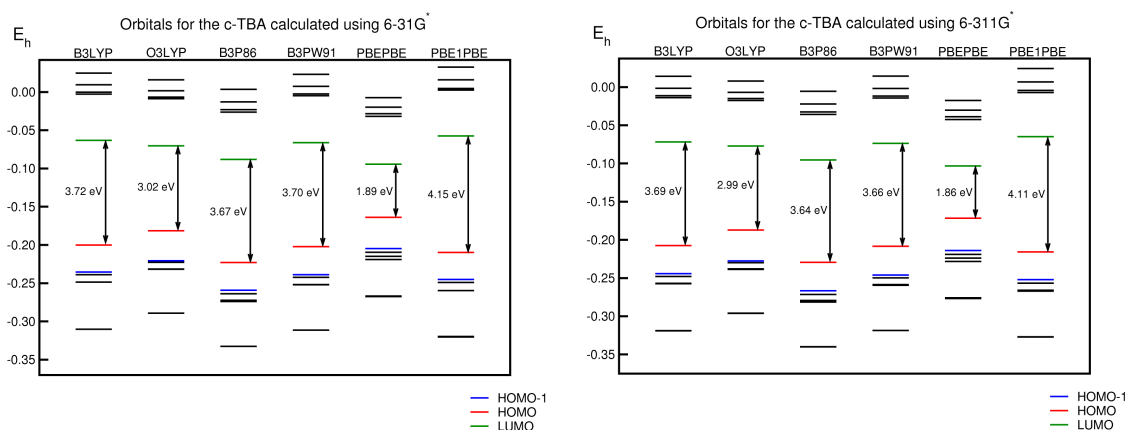 Orbitals for the c-TBA calculated using 6-31G*
E_h
B3LYP O3LYP B3P86 B3PW91 PBEPBE PBE1PBE
0.00
-0.05
-0.10
-0.15
-0.20
-0.25
-0.30
-0.35
3.72 eV
3.02 eV
3.67 eV
3.70 eV
1.89 eV
4.15 eV
HOMO-1
HOMO
LUMO
Orbitals for the c-TBA calculated using 6-311G*
E_h
B3LYP O3LYP B3P86 B3PW91 PBEPBE PBE1PBE
0.00
-0.05
-0.10
-0.15
-0.20
-0.25
-0.30
-0.35
3.69 eV
2.99 eV
3.64 eV
3.66 eV
1.86 eV
4.11 eV
HOMO-1
HOMO
LUMO